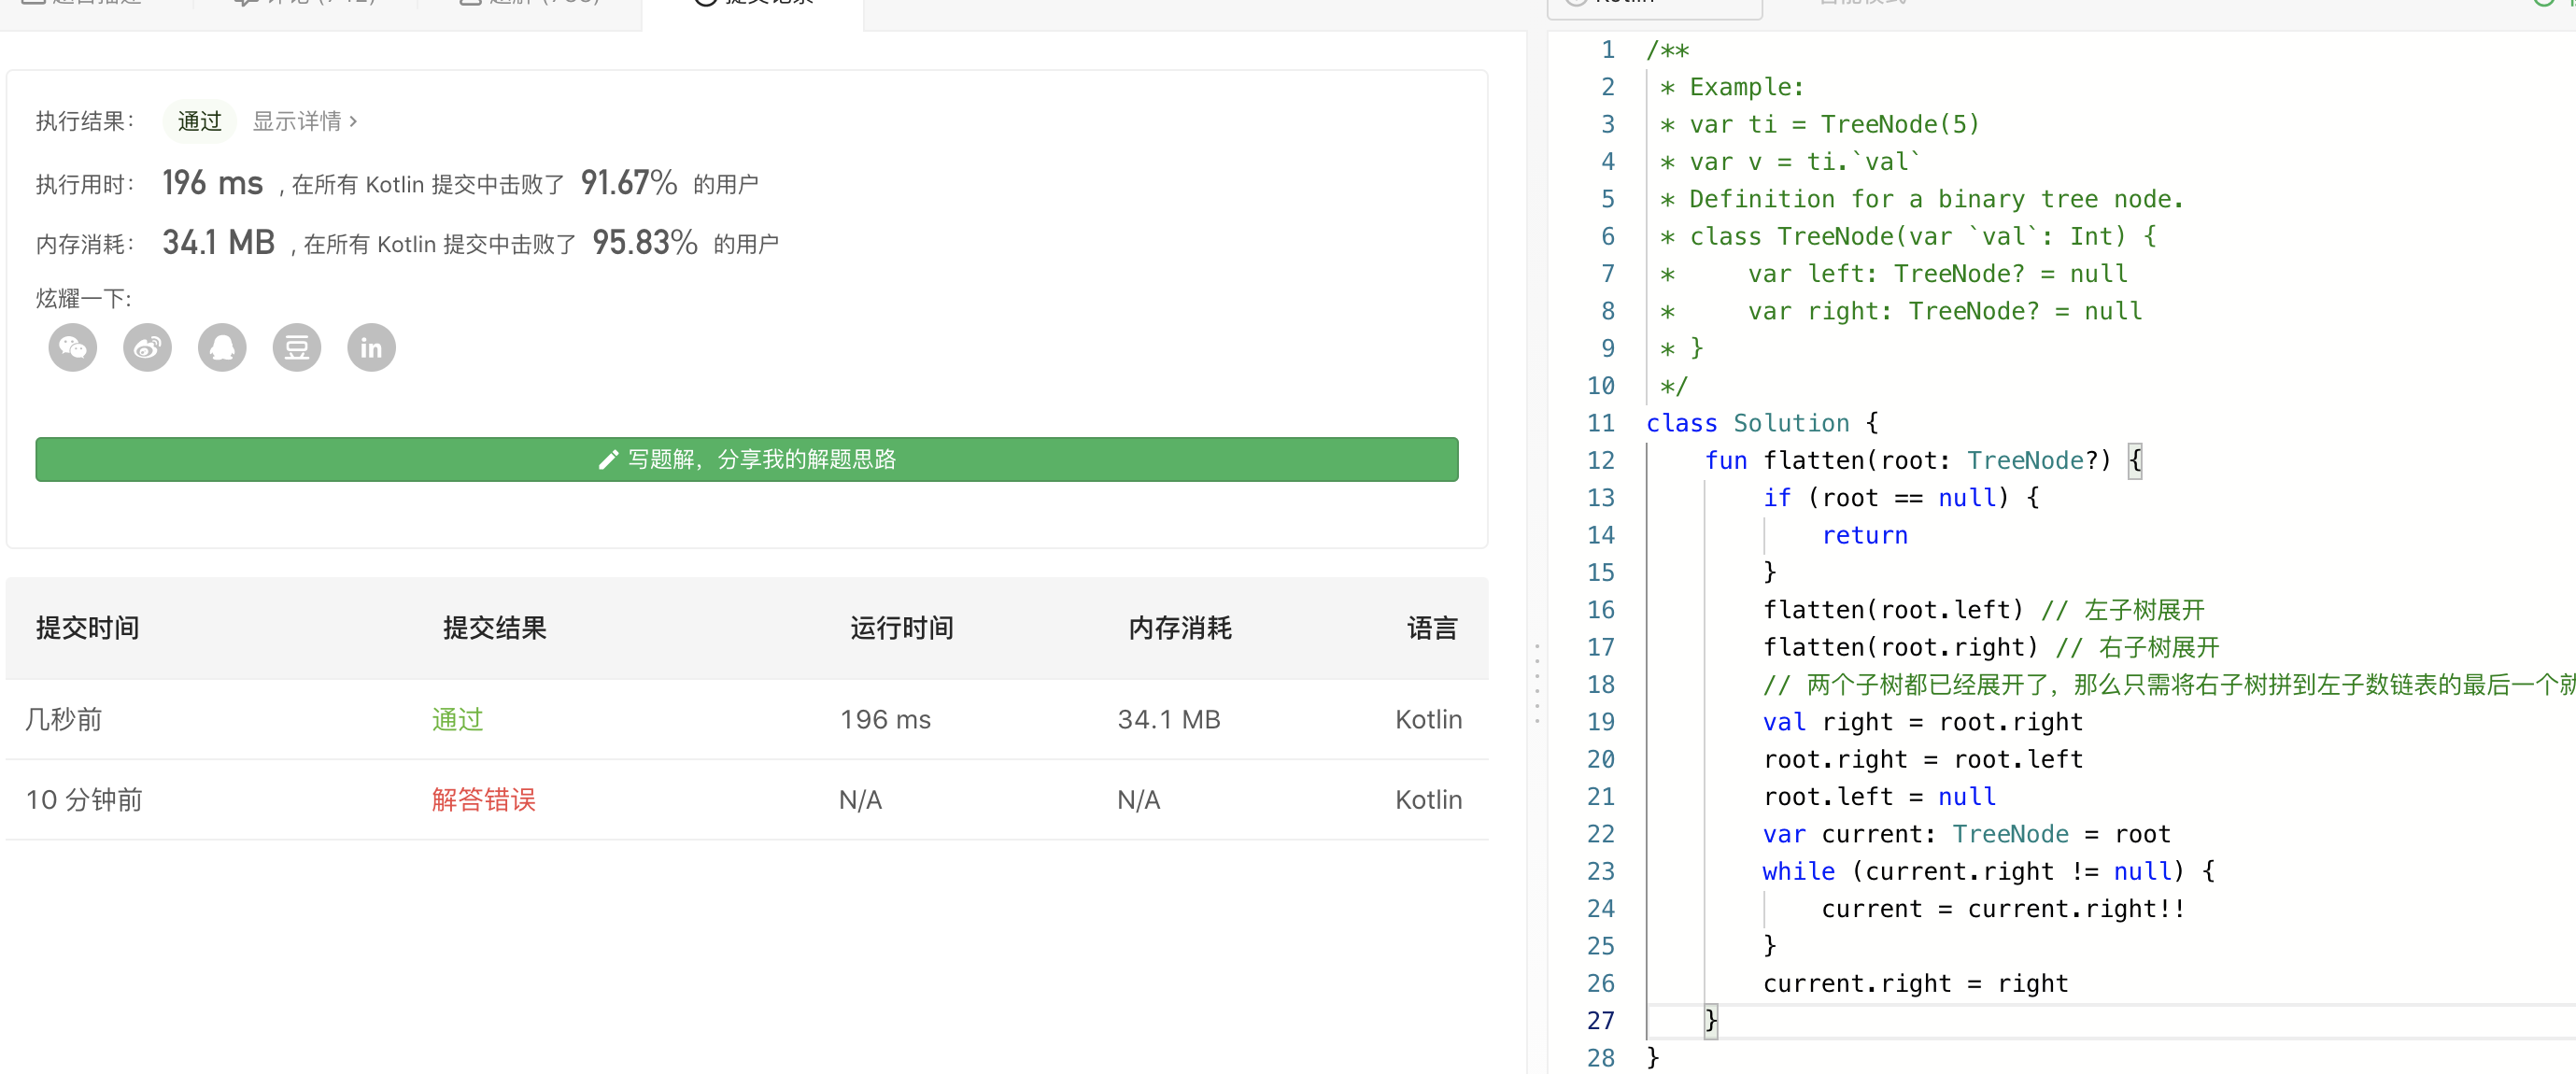 执行结果： 通过 显示详情 >
执行用时： 196 ms , 在所有 Kotlin 提交中击败了 91.67% 的用户
内存消耗： 34.1 MB , 在所有 Kotlin 提交中击败了 95.83% 的用户
炫耀一下:
豆 in
写题解，分享我的解题思路
提交时间 提交结果 运行时间 内存消耗 语言
几秒前 通过 196 ms 34.1 MB Kotlin
10 分钟前 解答错误 N/A N/A Kotlin
Kotlin
1 /**
2 * Example:
3 * var ti = TreeNode(5)
4 * var v = ti.`val`
5 * Definition for a binary tree node.
6 * class TreeNode(var `val`: Int) {
7 *     var left: TreeNode? = null
8 *     var right: TreeNode? = null
9 * }
10 */
11 class Solution {
12     fun flatten(root: TreeNode?) {
13         if (root == null) {
14             return
15         }
16         flatten(root.left) // 左子树展开
17         flatten(root.right) // 右子树展开
18         // 两个子树都已经展开了，那么只需将右子树拼到左子数链表的最后一个就
19         val right = root.right
20         root.right = root.left
21         root.left = null
22         var current: TreeNode = root
23         while (current.right != null) {
24             current = current.right!!
25         }
26         current.right = right
27     }
28 }